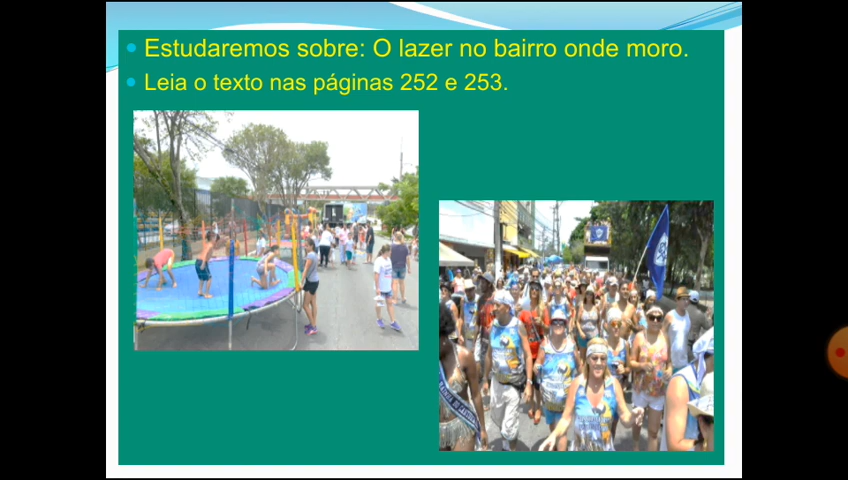 Estudaremos sobre: O lazer no bairro onde moro.
Leia o texto nas páginas 252 e 253.